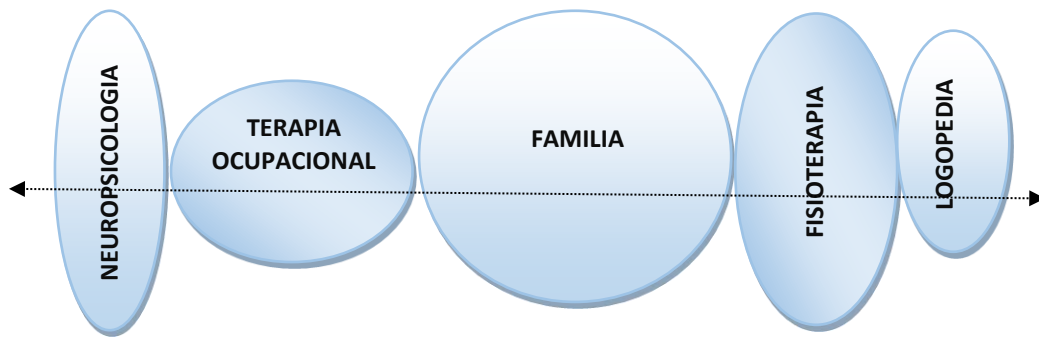 NEUROPSICOLOGIA
TERAPIA
OCUPACIONAL
FAMILIA
FISIOTERAPIA
LOGOPEDIA